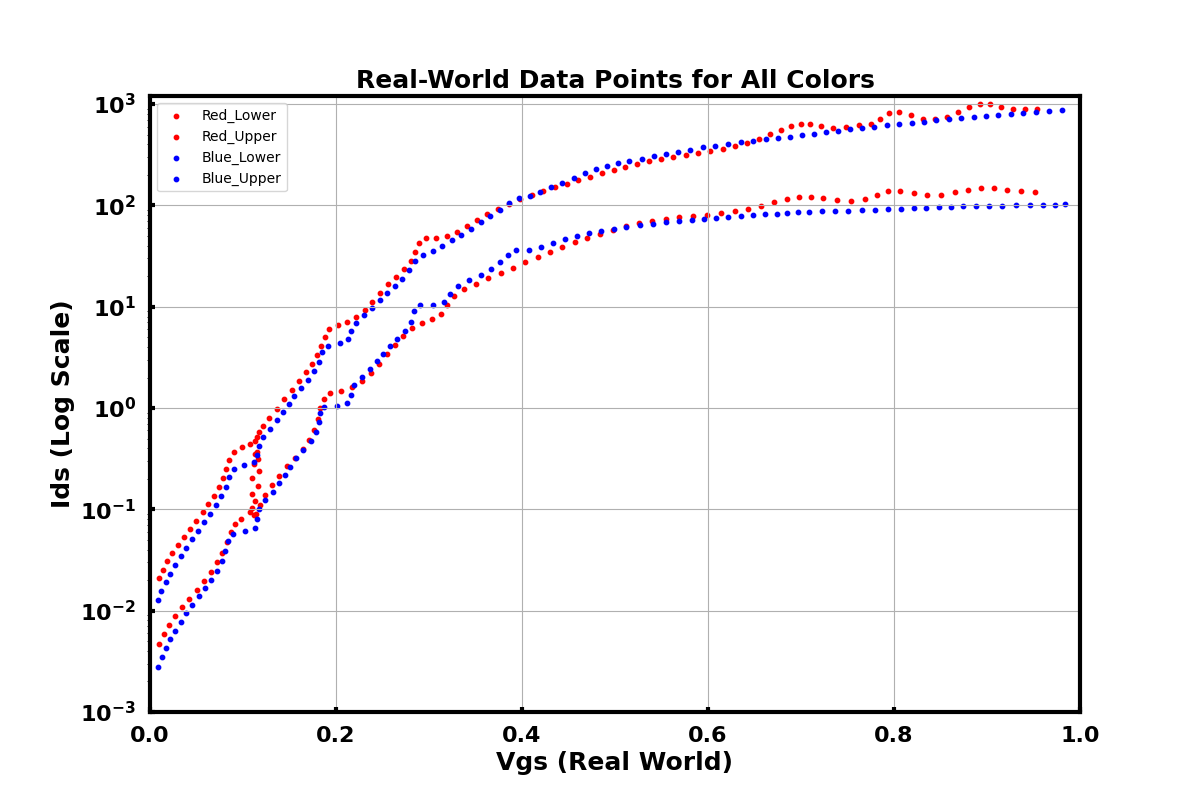 Real-World Data Points for All Colors
Red_Lower
Red_Upper
Blue_Lower
Blue_Upper
10³
10²
10¹
10⁰
10⁻¹
10⁻²
10⁻³
Ids (Log Scale)
0.0 0.2 0.4 0.6 0.8 1.0
Vgs (Real World)